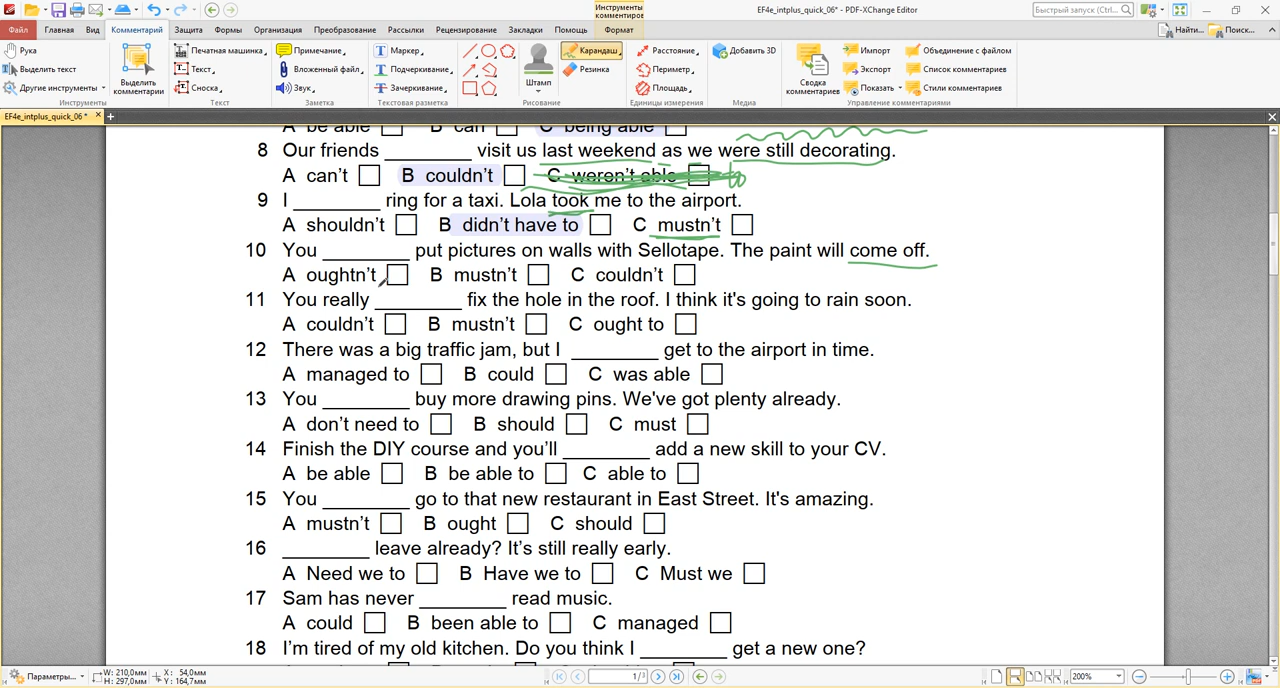 Инструменты комментиров
EF4e_intplus_quick_06* - PDF-XChange Editor
Быстрый запуск (Ctrl...
Файл Главная Вид Комментарий Защита Формы Организация Преобразование Рассылки Рецензирование Закладки Помощь Формат Найти... Поиск...
Рука Печатная машинка Примечание Маркер Карандаш Расстояние Добавить 3D Импорт Объединение с файлом
Выделить текст Текст Вложенный файл Подчеркивание Резинка Периметр Экспорт Список комментариев
Другие инструменты Выделить комментарии Сноска Звук Зачеркивание Штамп Площадь Сводка комментариев Показать Стили комментариев
Инструменты Текст Заметка Текстовая разметка Рисование Единицы измерения Медиа Управление комментариями
EF4e_intplus_quick_06 *
A be able B can C being able
8 Our friends ________ visit us last weekend as we were still decorating.
A can't B couldn't C weren't able to
9 I ________ ring for a taxi. Lola took me to the airport.
A shouldn't B didn't have to C mustn't
10 You ________ put pictures on walls with Sellotape. The paint will come off.
A oughtn't B mustn't C couldn't
11 You really ________ fix the hole in the roof. I think it's going to rain soon.
A couldn't B mustn't C ought to
12 There was a big traffic jam, but I ________ get to the airport in time.
A managed to B could C was able
13 You ________ buy more drawing pins. We've got plenty already.
A don't need to B should C must
14 Finish the DIY course and you'll ________ add a new skill to your CV.
A be able B be able to C able to
15 You ________ go to that new restaurant in East Street. It's amazing.
A mustn't B ought C should
16 ________ leave already? It's still really early.
A Need we to B Have we to C Must we
17 Sam has never ________ read music.
A could B been able to C managed
18 I'm tired of my old kitchen. Do you think I ________ get a new one?
Параметры... W: 210,0мм H: 297,0мм X: 54,0мм Y: 164,7мм 1/3 200%